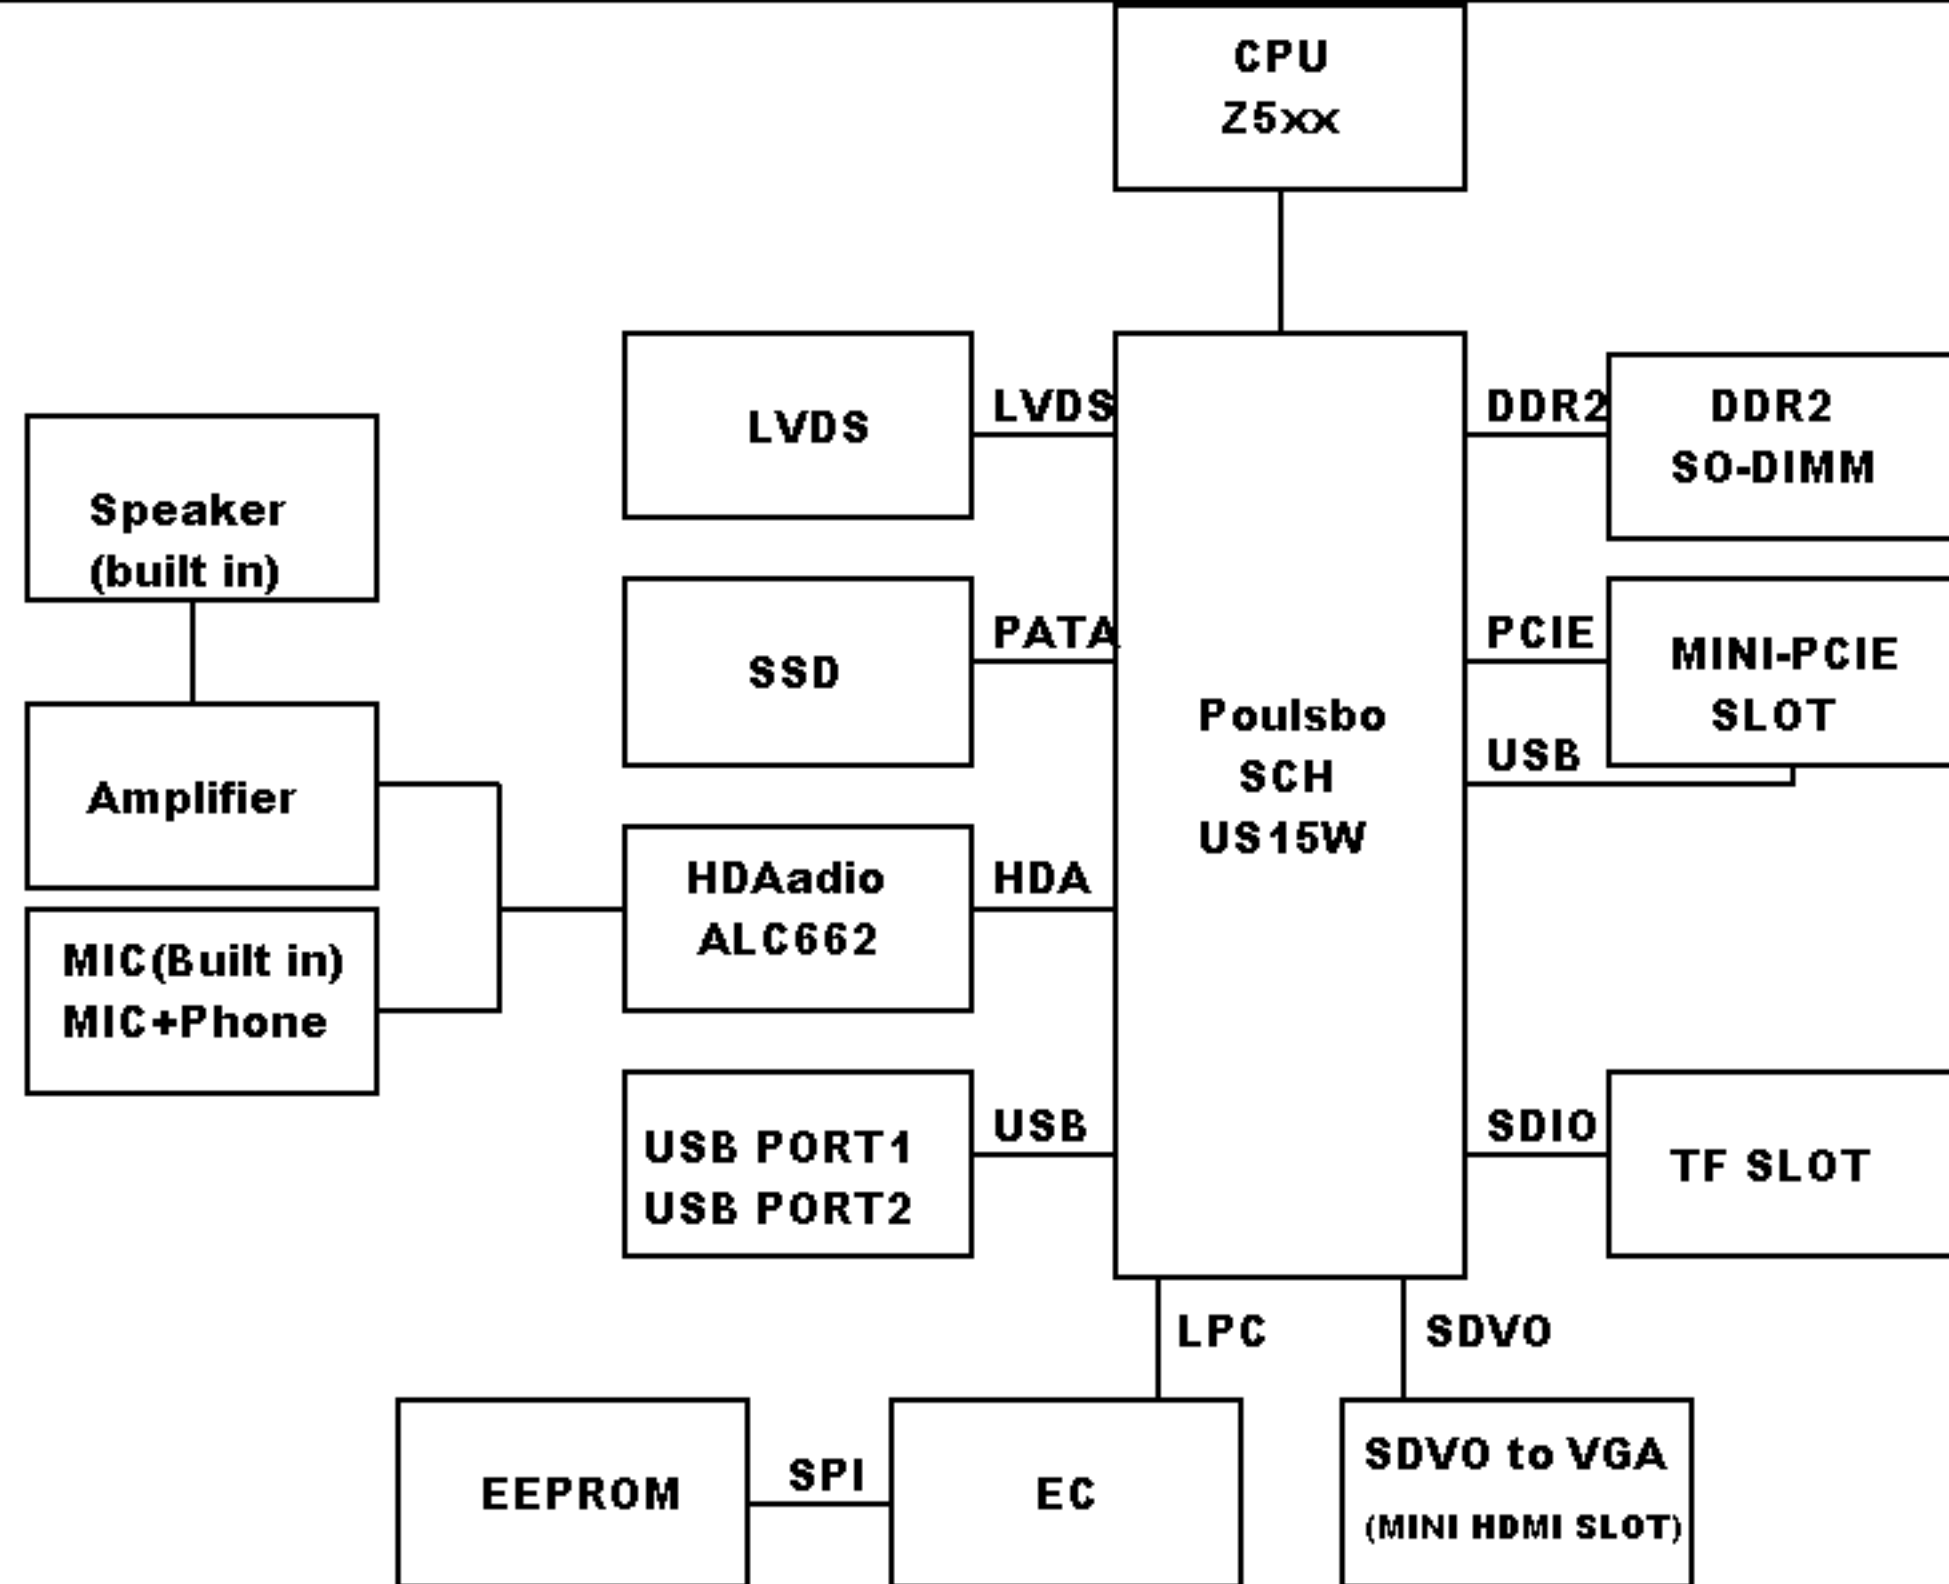 CPU
Z5xx
LVDS
LVDS
DDR2
DDR2
SO-DIMM
Speaker
(built in)
SSD
PATA
PCIE
MINI-PCIE
SLOT
Poulsbo
SCH
US15W
USB
Amplifier
HDAadio
ALC662
HDA
MIC(Built in)
MIC+Phone
USB PORT1
USB PORT2
USB
SDIO
TF SLOT
LPC
SDVO
EEPROM
SPI
EC
SDVO to VGA
(MINI HDMI SLOT)